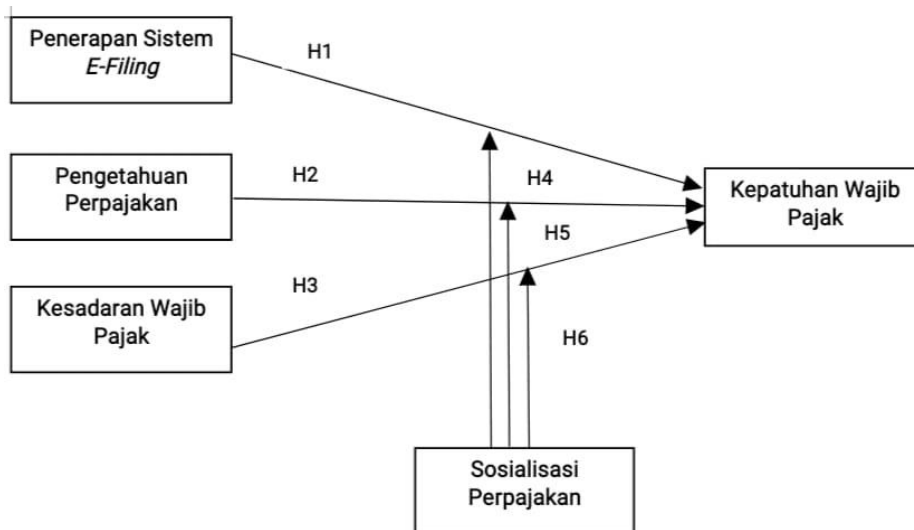 Penerapan Sistem
E-Filing
H1
Pengetahuan
Perpajakan
H2
H4
Kepatuhan Wajib
Pajak
H5
Kesadaran Wajib
Pajak
H3
H6
Sosialisasi
Perpajakan